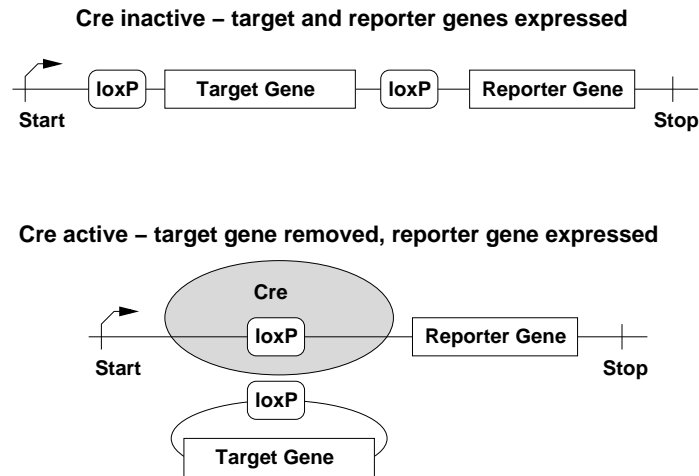 Cre inactive – target and reporter genes expressed
loxP Target Gene loxP Reporter Gene
Start Stop
Cre active – target gene removed, reporter gene expressed
Cre
loxP Reporter Gene
Start Stop
loxP
Target Gene